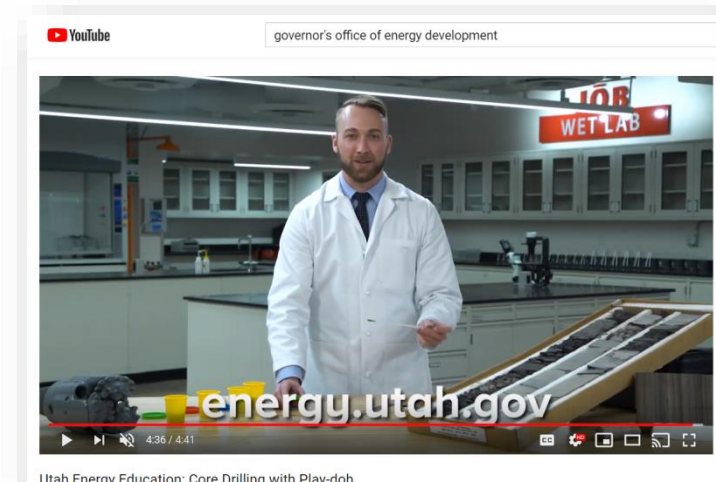 YouTube
governor's office of energy development
JŌR
WET LAB
energy.utah.gov
4:36 / 4:41
CC
HD
Utah Energy Education: Core Drilling with Play-doh